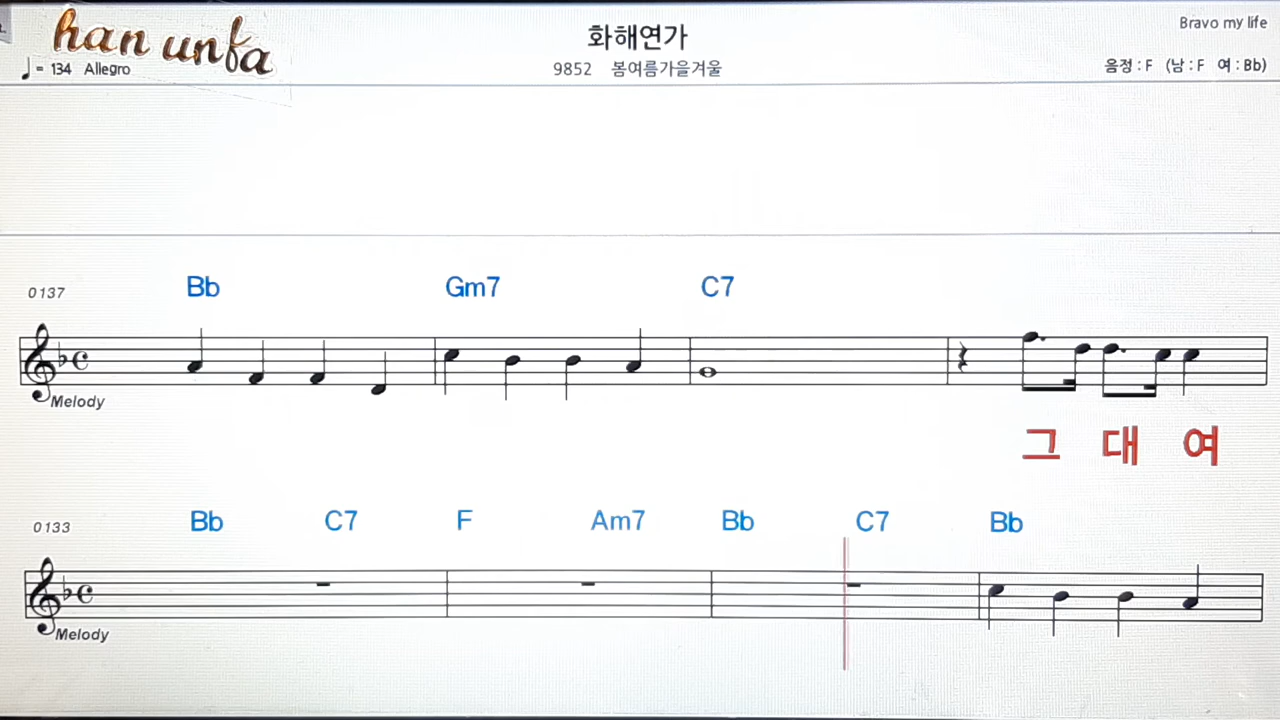 han unfa
화해연가
Bravo my life
♩= 134 Allegro
9852 봄여름가을겨울
음정 : F (남 : F 여 : Bb)
0137
Bb Gm7 C7
Melody
그 대 여
0133
Bb C7 F Am7 Bb C7 Bb
Melody